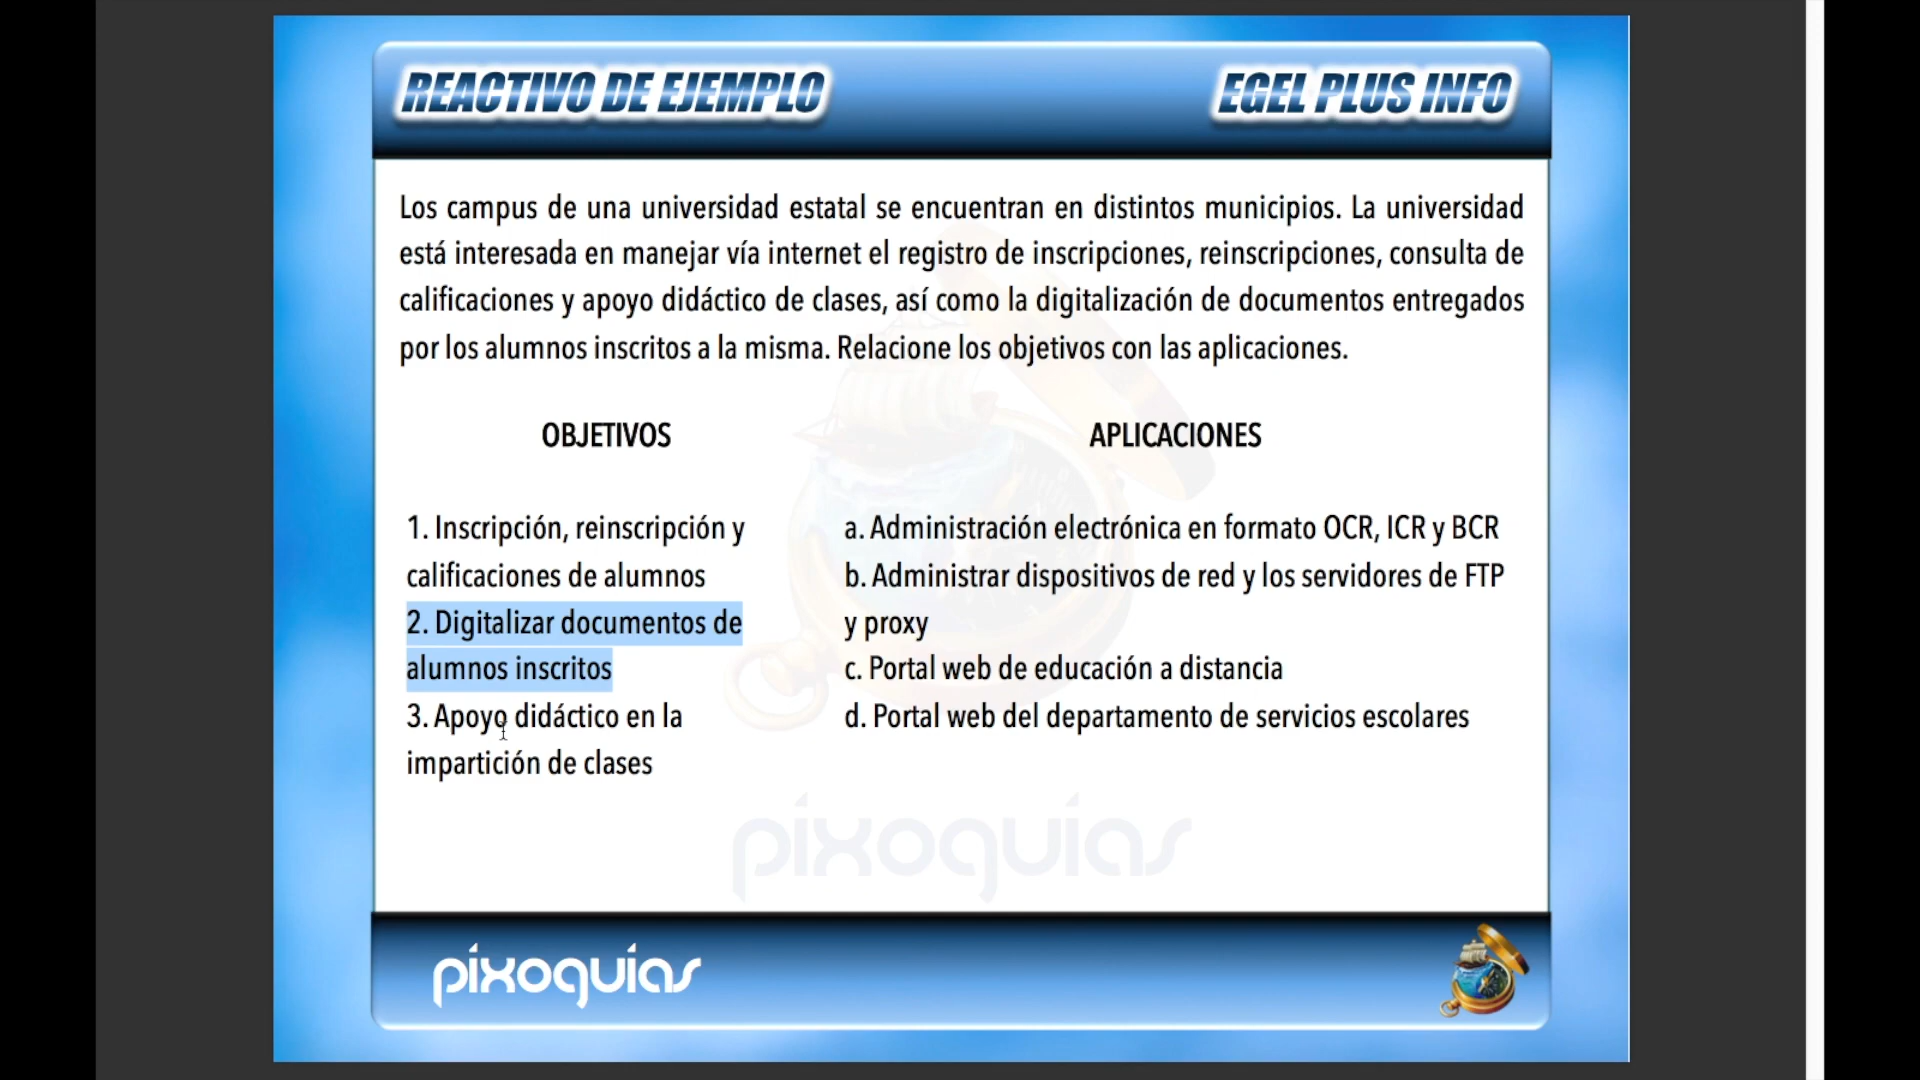 REACTIVO DE EJEMPLO
EGEL PLUS INFO
Los campus de una universidad estatal se encuentran en distintos municipios. La universidad
está interesada en manejar vía internet el registro de inscripciones, reinscripciones, consulta de
calificaciones y apoyo didáctico de clases, así como la digitalización de documentos entregados
por los alumnos inscritos a la misma. Relacione los objetivos con las aplicaciones.
OBJETIVOS
1. Inscripción, reinscripción y
calificaciones de alumnos
2. Digitalizar documentos de
alumnos inscritos
3. Apoyo didáctico en la
impartición de clases
APLICACIONES
a. Administración electrónica en formato OCR, ICR y BCR
b. Administrar dispositivos de red y los servidores de FTP
y proxy
c. Portal web de educación a distancia
d. Portal web del departamento de servicios escolares
pixoguías
pixoguías